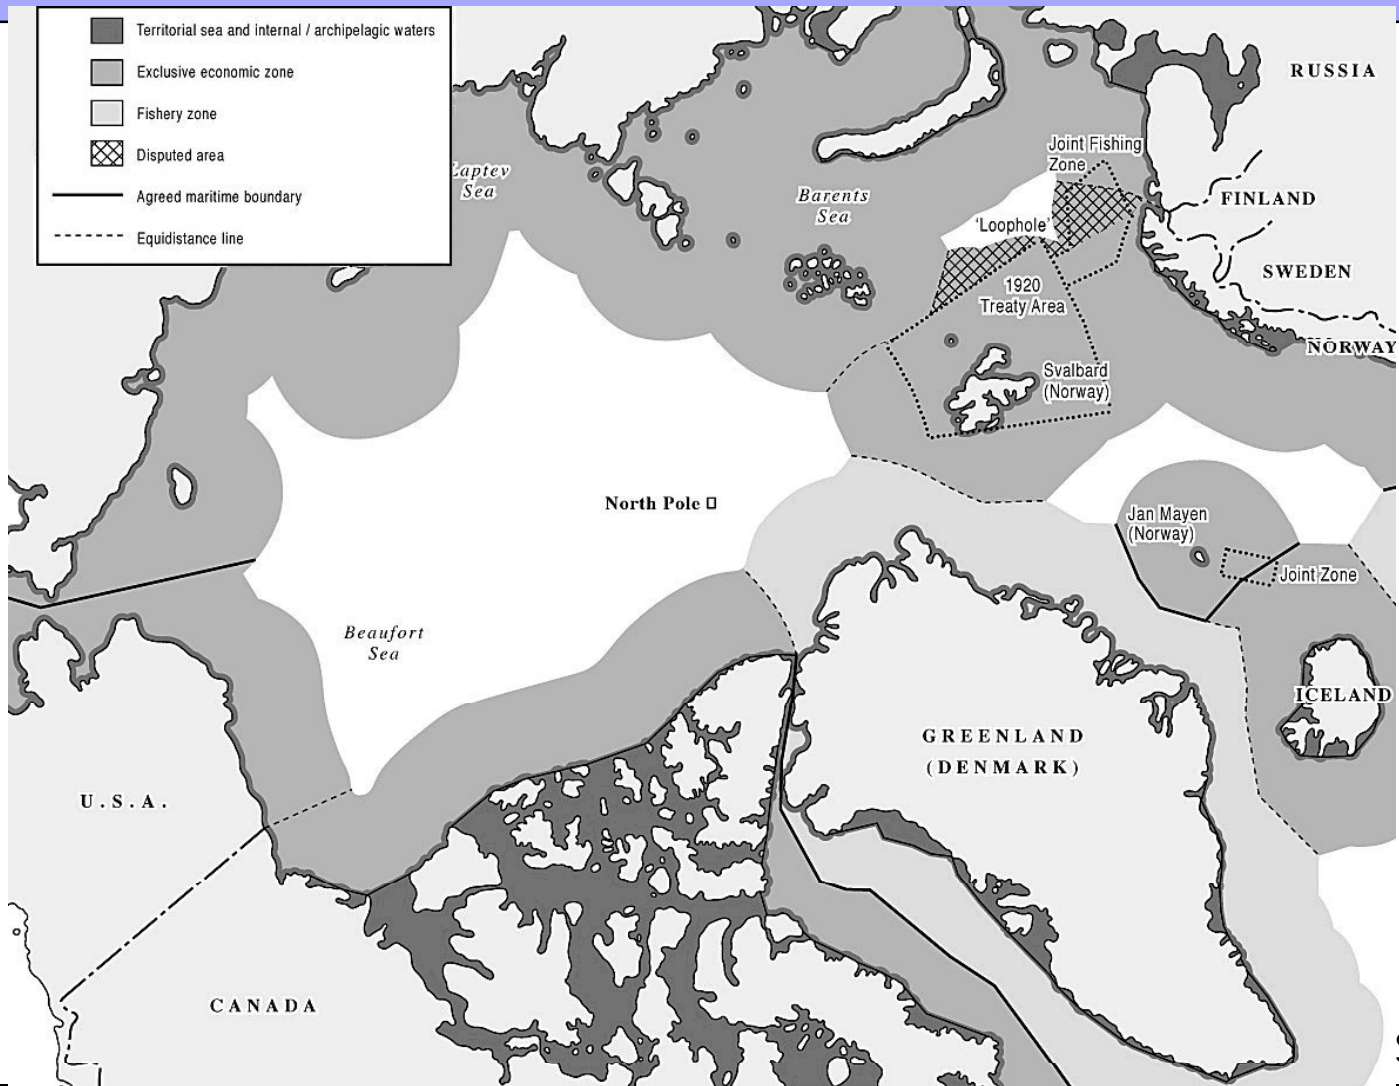 Territorial sea and internal / archipelagic waters
Exclusive economic zone
Fishery zone
Disputed area
Agreed maritime boundary
Equidistance line
RUSSIA
Joint Fishing
Zone
Laptev
Sea
Barents
Sea
FINLAND
'Loophole'
SWEDEN
1920
Treaty Area
NORWAY
Svalbard
(Norway)
North Pole
Jan Mayen
(Norway)
Joint Zone
Beaufort
Sea
ICELAND
GREENLAND
(DENMARK)
U.S.A.
CANADA